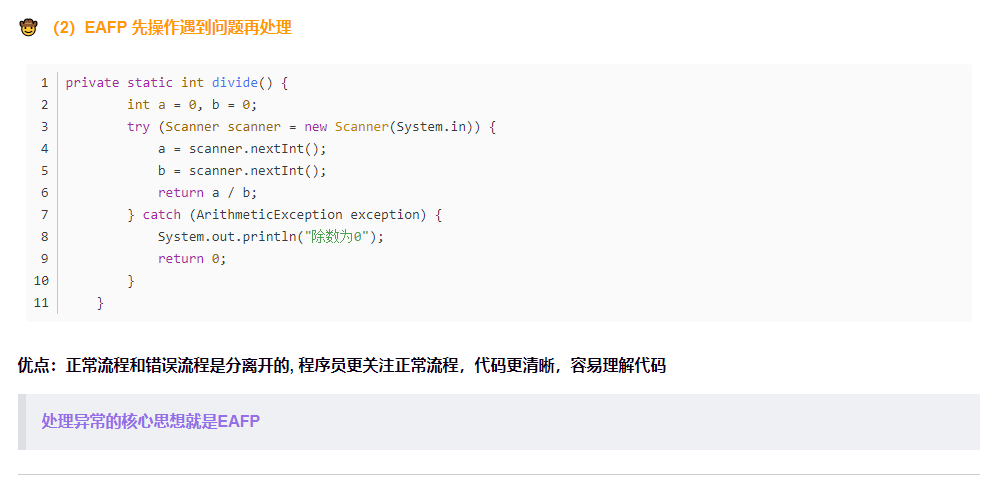 (2) EAFP 先操作遇到问题再处理
1 private static int divide() {
2 int a = 0, b = 0;
3 try (Scanner scanner = new Scanner(System.in)) {
4 a = scanner.nextInt();
5 b = scanner.nextInt();
6 return a / b;
7 } catch (ArithmeticException exception) {
8 System.out.println("除数为0");
9 return 0;
10 }
11 }
优点：正常流程和错误流程是分离开的, 程序员更关注正常流程，代码更清晰，容易理解代码
处理异常的核心思想就是EAFP